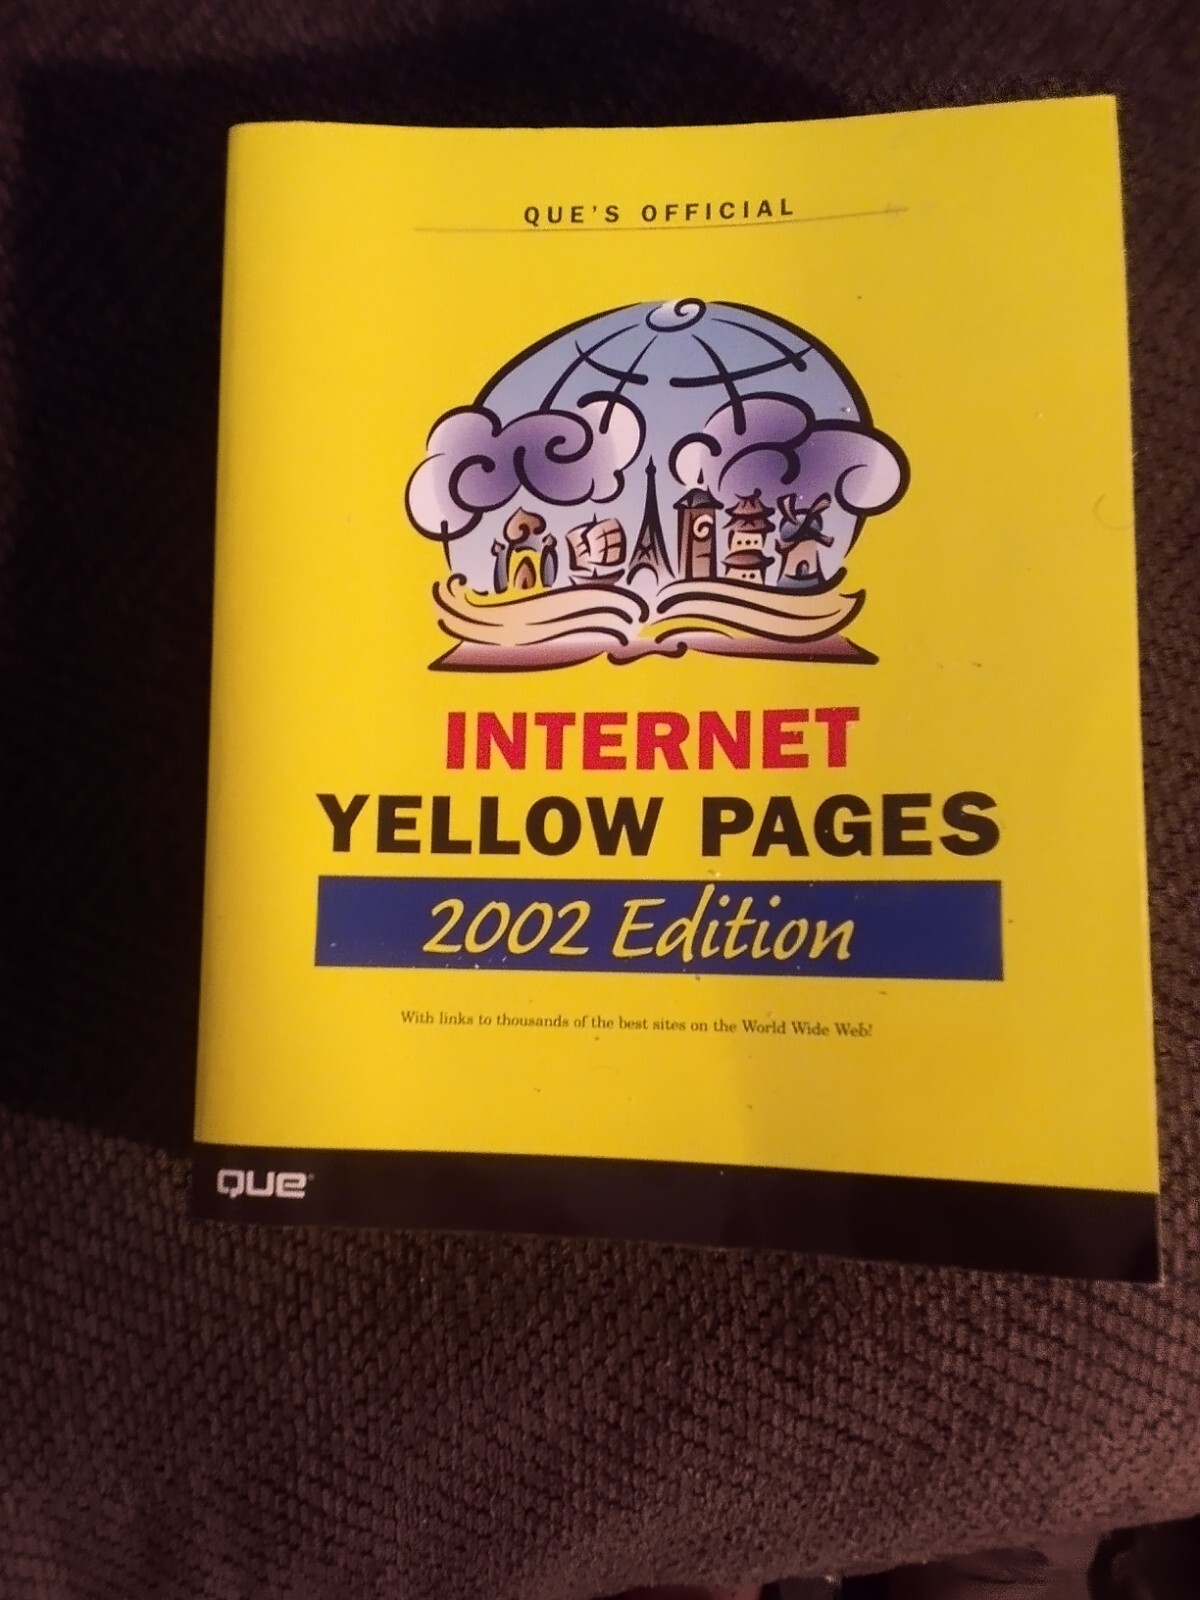 QUE'S OFFICIAL
INTERNET
YELLOW PAGES
2002 Edition
With links to thousands of the best sites on the World Wide Web!
QUE®